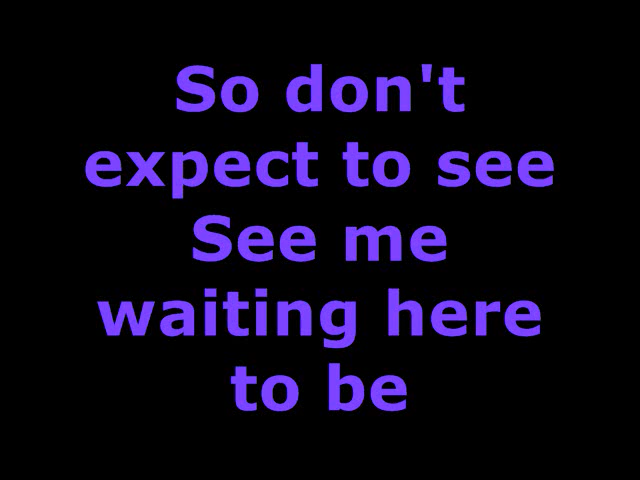 So don't
expect to see
See me
waiting here
to be